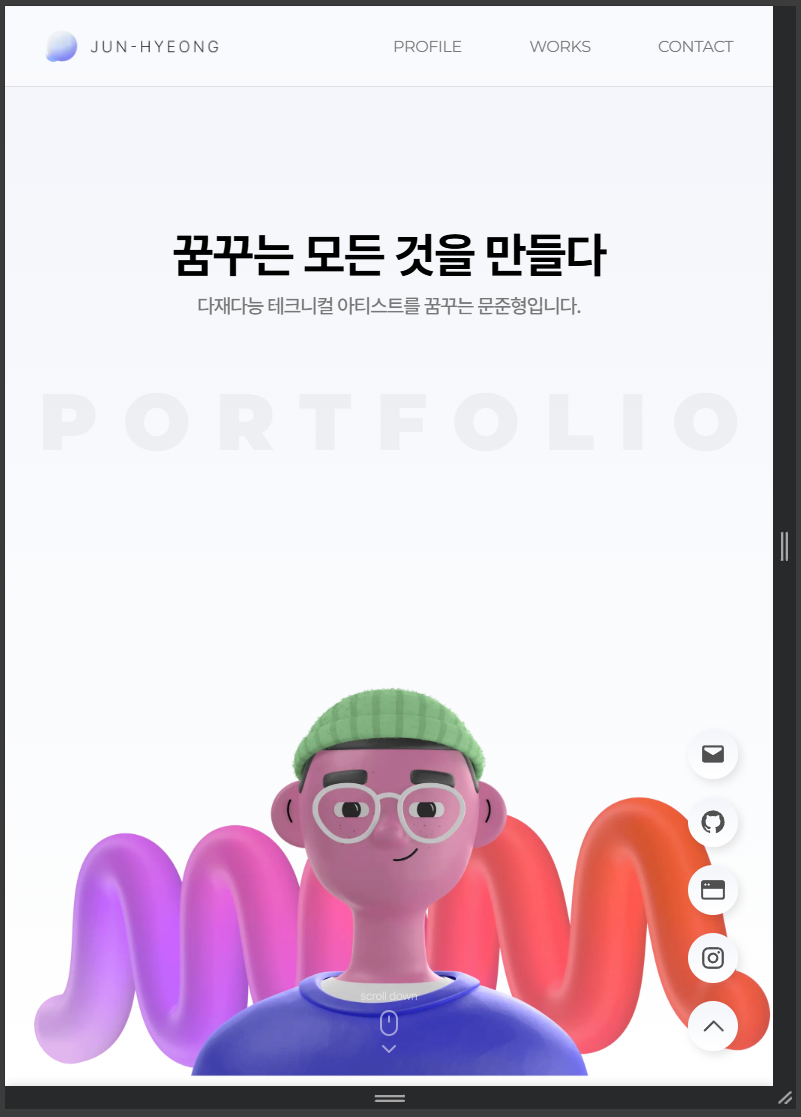 JUN-HYEONG
PROFILE
WORKS
CONTACT
꿈꾸는 모든 것을 만들다
다재다능 테크니컬 아티스트를 꿈꾸는 문준형입니다.
PORTFOLIO
scroll down